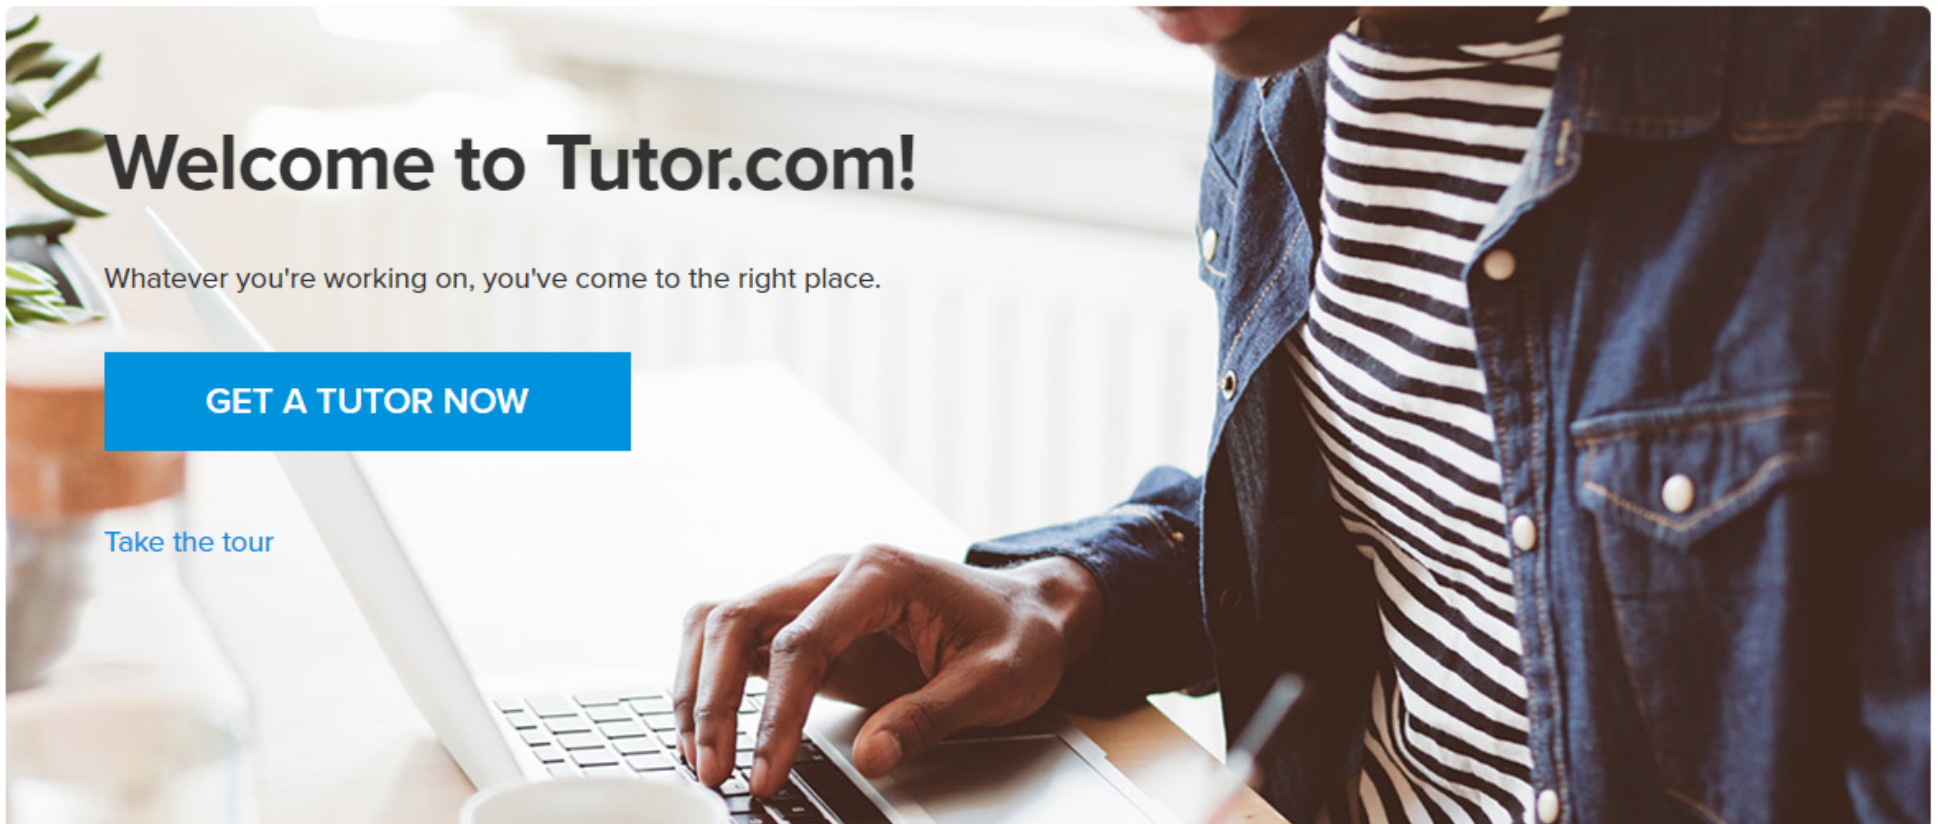 Welcome to Tutor.com!
Whatever you're working on, you've come to the right place.
GET A TUTOR NOW
Take the tour